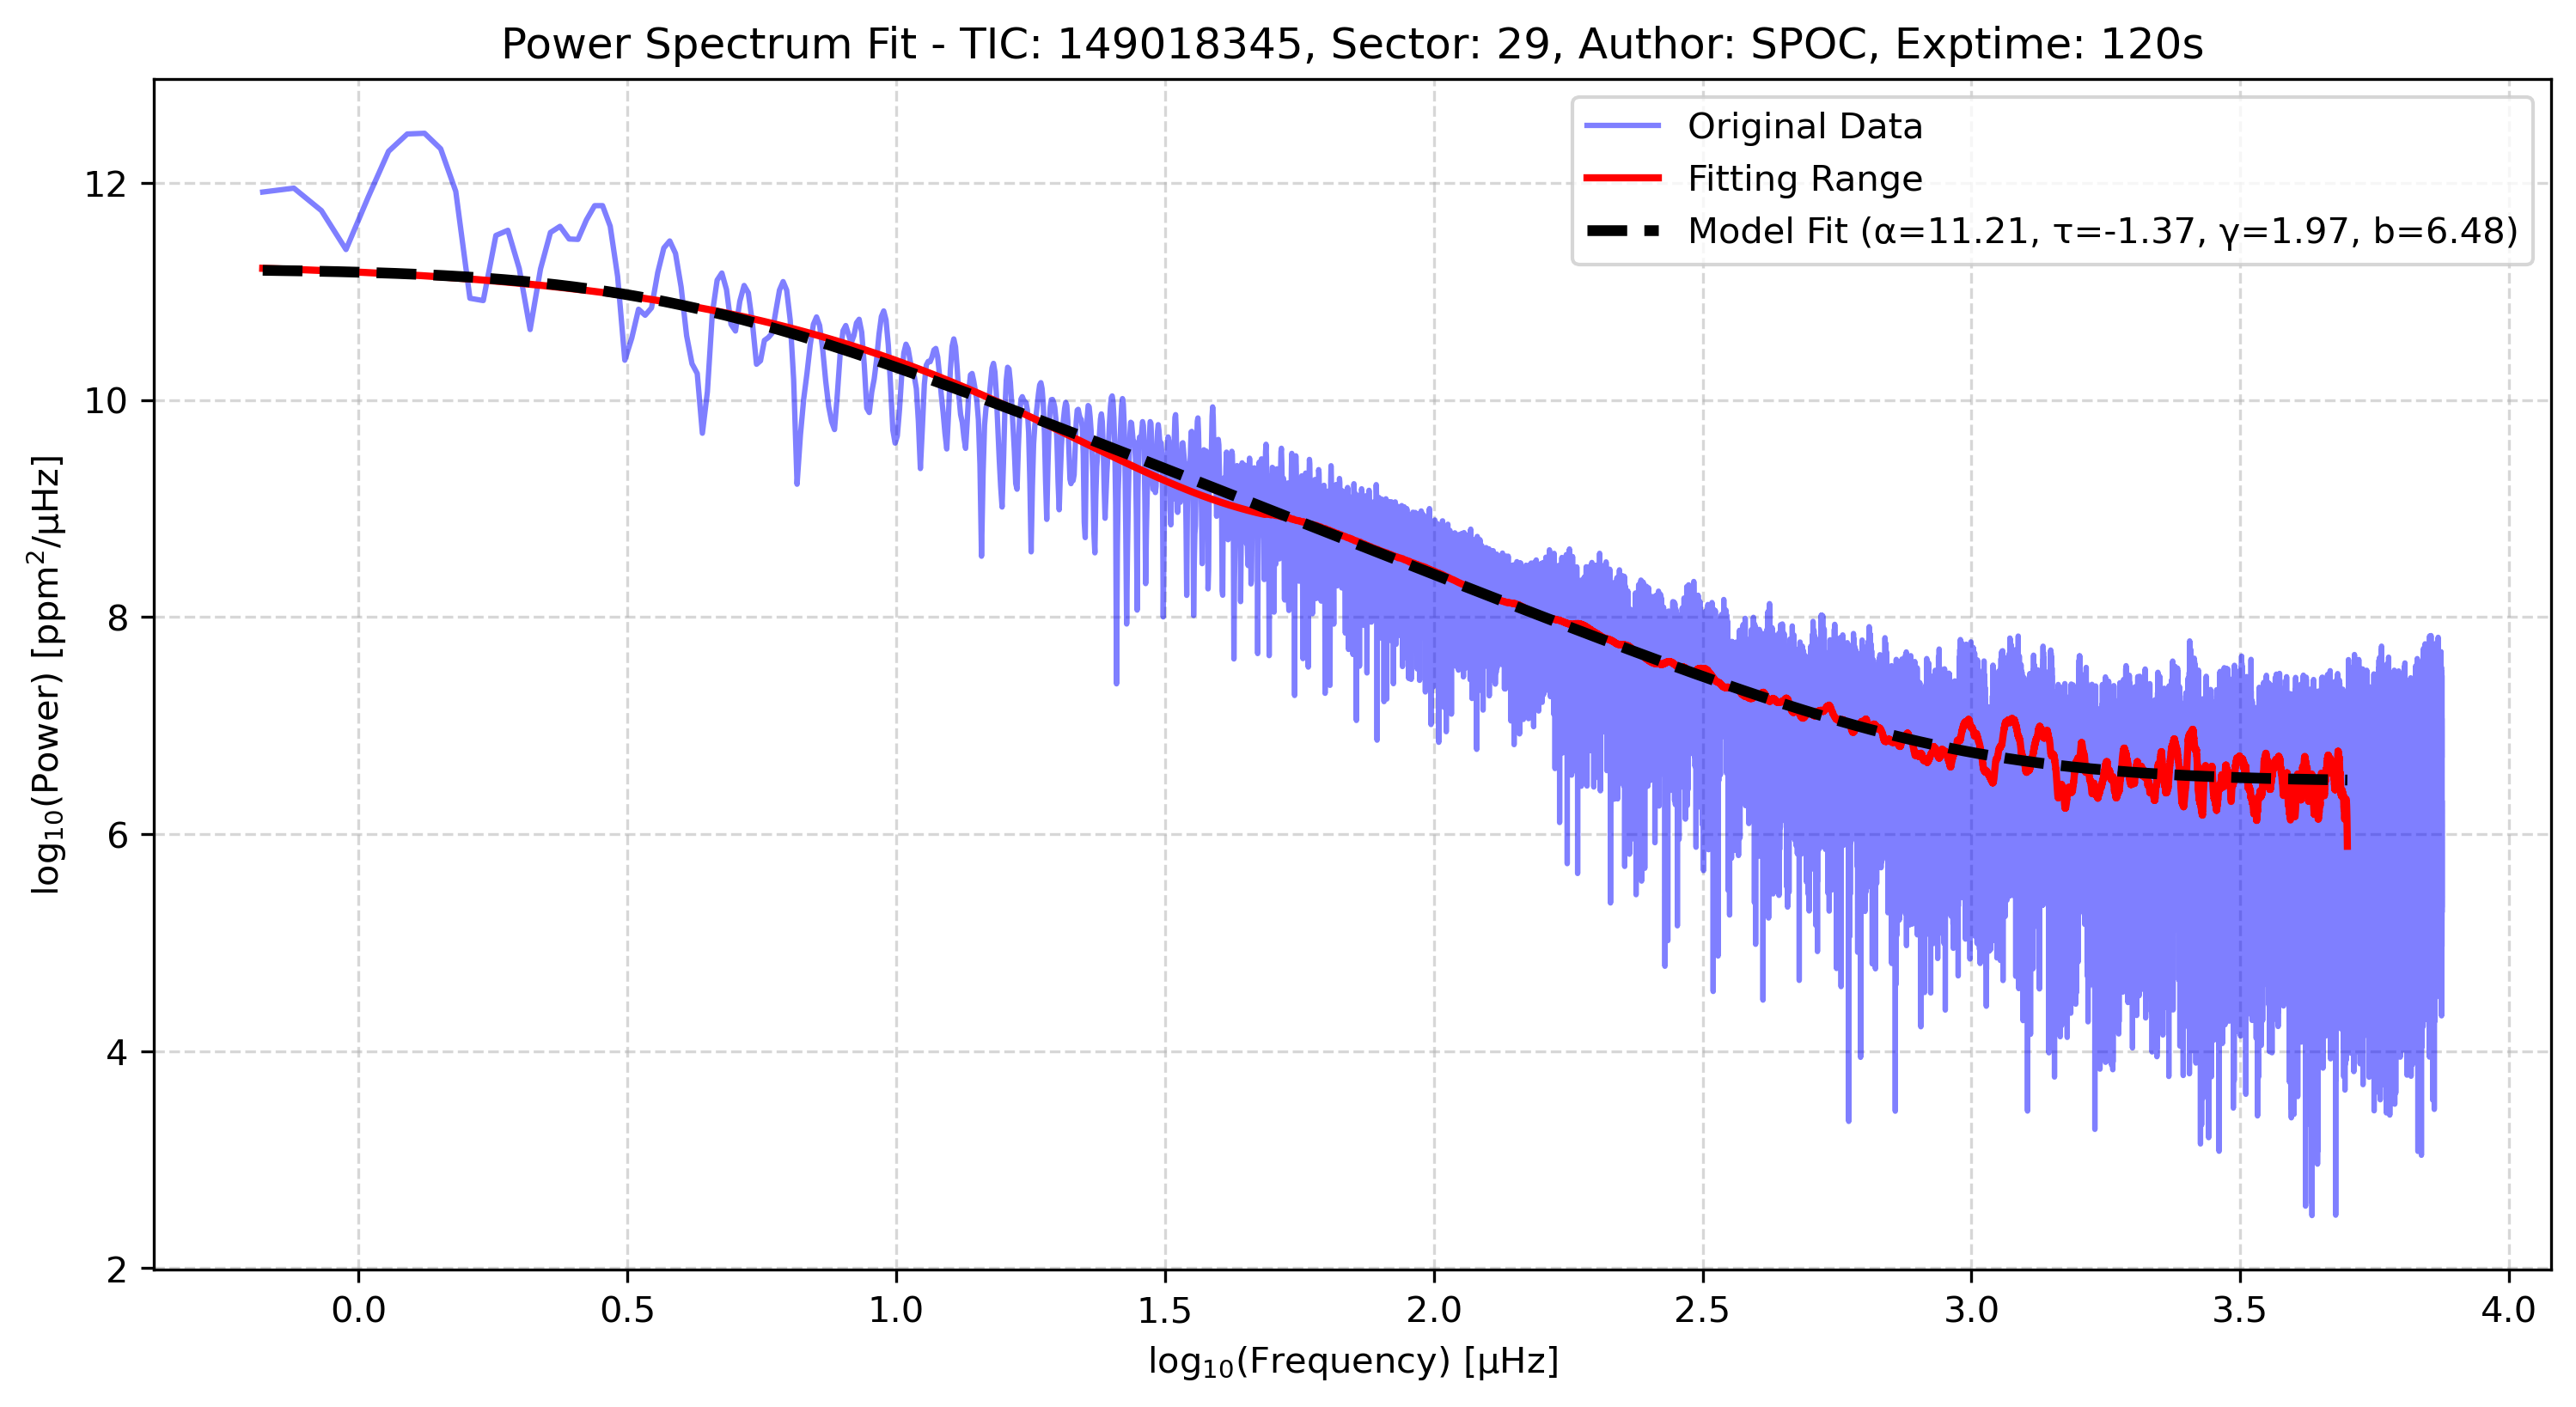 Power Spectrum Fit - TIC: 149018345, Sector: 29, Author: SPOC, Exptime: 120s
Original Data
Fitting Range
Model Fit (α=11.21, τ=-1.37, γ=1.97, b=6.48)
log₁₀(Power) [ppm²/μHz]
12
10
8
6
4
2
0.0 0.5 1.0 1.5 2.0 2.5 3.0 3.5 4.0
log₁₀(Frequency) [μHz]